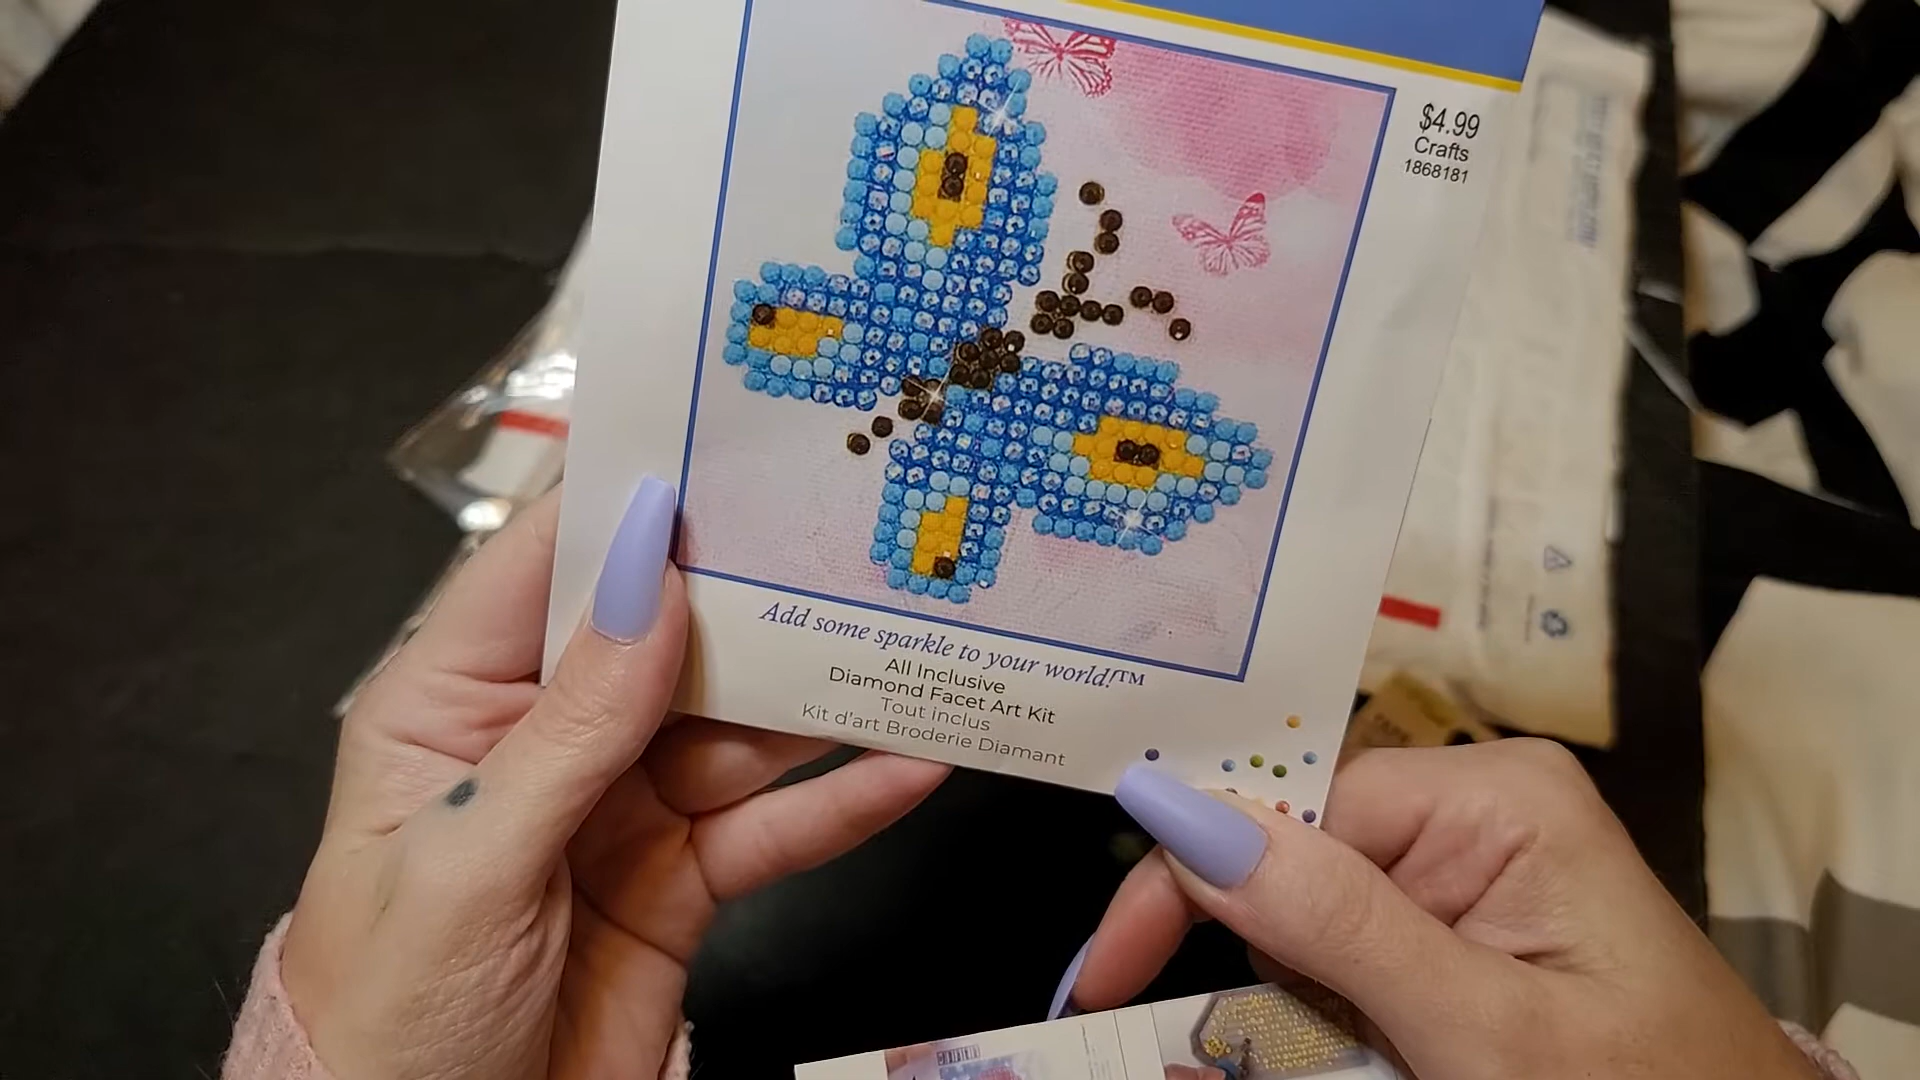 $4.99
Crafts
1868181
Add some sparkle to your world!™
All Inclusive
Diamond Facet Art Kit
Tout inclus
Kit d'art Broderie Diamant